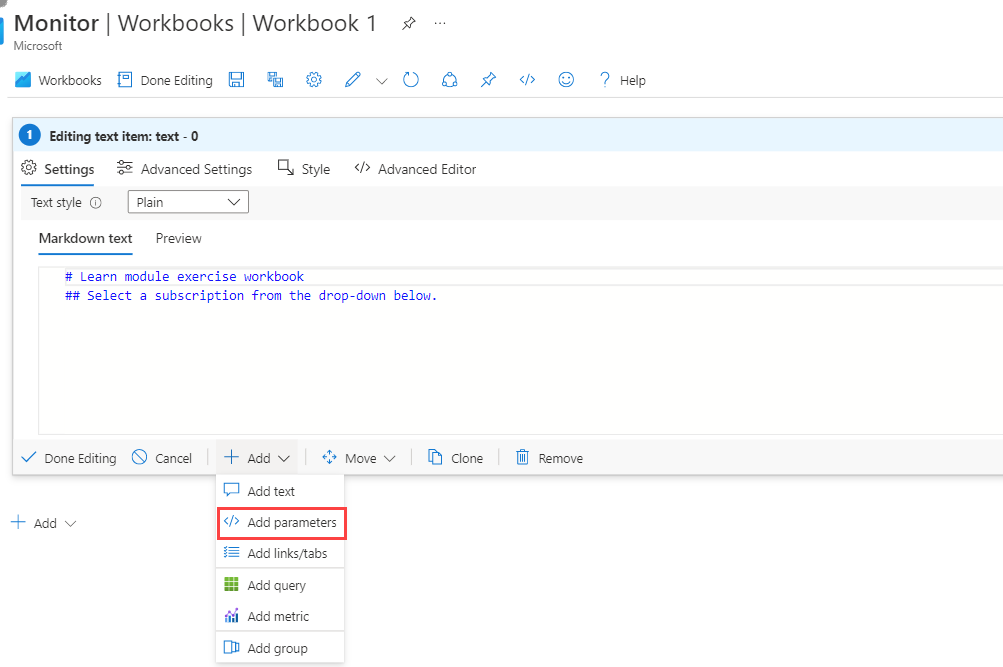 Monitor | Workbooks | Workbook 1 ...
Microsoft
Workbooks Done Editing Help
1 Editing text item: text - 0
Settings Advanced Settings Style Advanced Editor
Text style Plain
Markdown text Preview
# Learn module exercise workbook
## Select a subscription from the drop-down below.
Done Editing Cancel Add Move Clone Remove
Add text
Add parameters
Add
Add links/tabs
Add query
Add metric
Add group